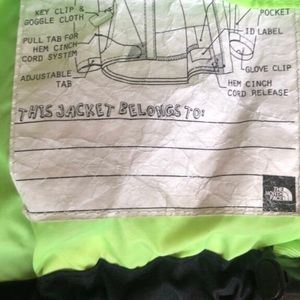 KEY CLIP &
GOGGLE CLOTH
POCKET
PULL TAB FOR
HEM CINCH
CORD SYSTEM
ID LABEL
GLOVE CLIP
ADJUSTABLE
TAB
HEM CINCH
CORD RELEASE
THIS JACKET BELONGS TO:
THE
NORTH
FACE